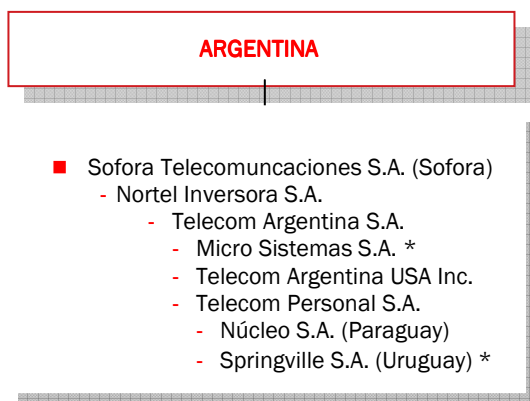 ARGENTINA
Sofora Telecomuncaciones S.A. (Sofora)
- Nortel Inversora S.A.
- Telecom Argentina S.A.
- Micro Sistemas S.A. *
- Telecom Argentina USA Inc.
- Telecom Personal S.A.
- Núcleo S.A. (Paraguay)
- Springville S.A. (Uruguay) *